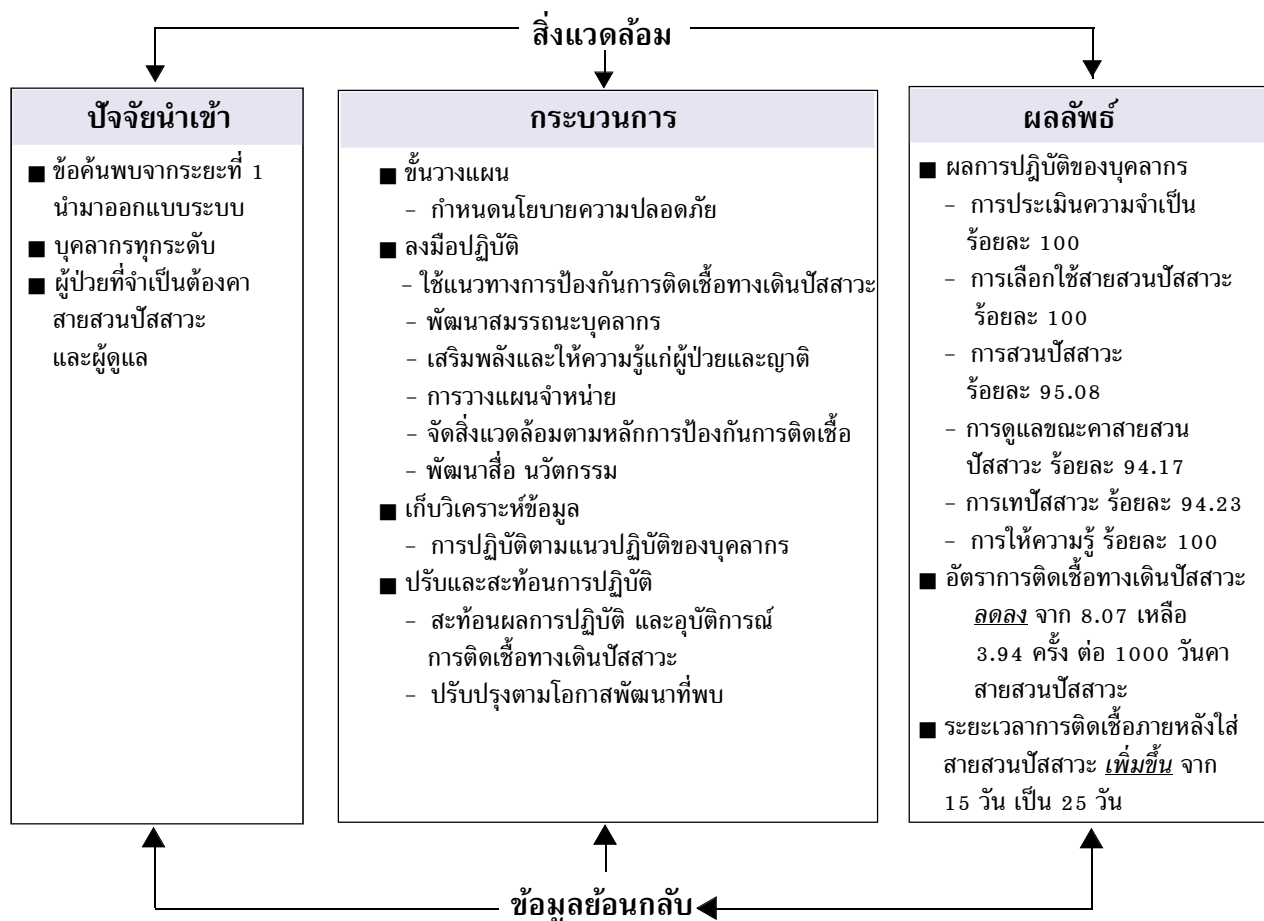 สิ่งแวดล้อม
ปัจจัยนำเข้า
■ ข้อค้นพบจากระยะที่ 1
นำมาออกแบบระบบ
■ บุคลากรทุกระดับ
■ ผู้ป่วยที่จำเป็นต้องคา
สายสวนปัสสาวะ
และผู้ดูแล
กระบวนการ
■ ขั้นวางแผน
- กำหนดนโยบายความปลอดภัย
■ ลงมือปฏิบัติ
- ใช้แนวทางการป้องกันการติดเชื้อทางเดินปัสสาวะ
- พัฒนาสมรรถนะบุคลากร
- เสริมพลังและให้ความรู้แก่ผู้ป่วยและญาติ
- การวางแผนจำหน่าย
- จัดสิ่งแวดล้อมตามหลักการป้องกันการติดเชื้อ
- พัฒนาสื่อ นวัตกรรม
■ เก็บวิเคราะห์ข้อมูล
- การปฏิบัติตามแนวปฏิบัติของบุคลากร
■ ปรับและสะท้อนการปฏิบัติ
- สะท้อนผลการปฏิบัติ และอุบัติการณ์
การติดเชื้อทางเดินปัสสาวะ
- ปรับปรุงตามโอกาสพัฒนาที่พบ
ผลลัพธ์
■ ผลการปฎิบัติของบุคลากร
- การประเมินความจำเป็น
ร้อยละ 100
- การเลือกใช้สายสวนปัสสาวะ
ร้อยละ 100
- การสวนปัสสาวะ
ร้อยละ 95.08
- การดูแลขณะคาสายสวน
ปัสสาวะ ร้อยละ 94.17
- การเทปัสสาวะ ร้อยละ 94.23
- การให้ความรู้ ร้อยละ 100
■ อัตราการติดเชื้อทางเดินปัสสาวะ
ลดลง จาก 8.07 เหลือ
3.94 ครั้ง ต่อ 1000 วันคา
สายสวนปัสสาวะ
■ ระยะเวลาการติดเชื้อภายหลังใส่
สายสวนปัสสาวะ เพิ่มขึ้น จาก
15 วัน เป็น 25 วัน
ข้อมูลย้อนกลับ